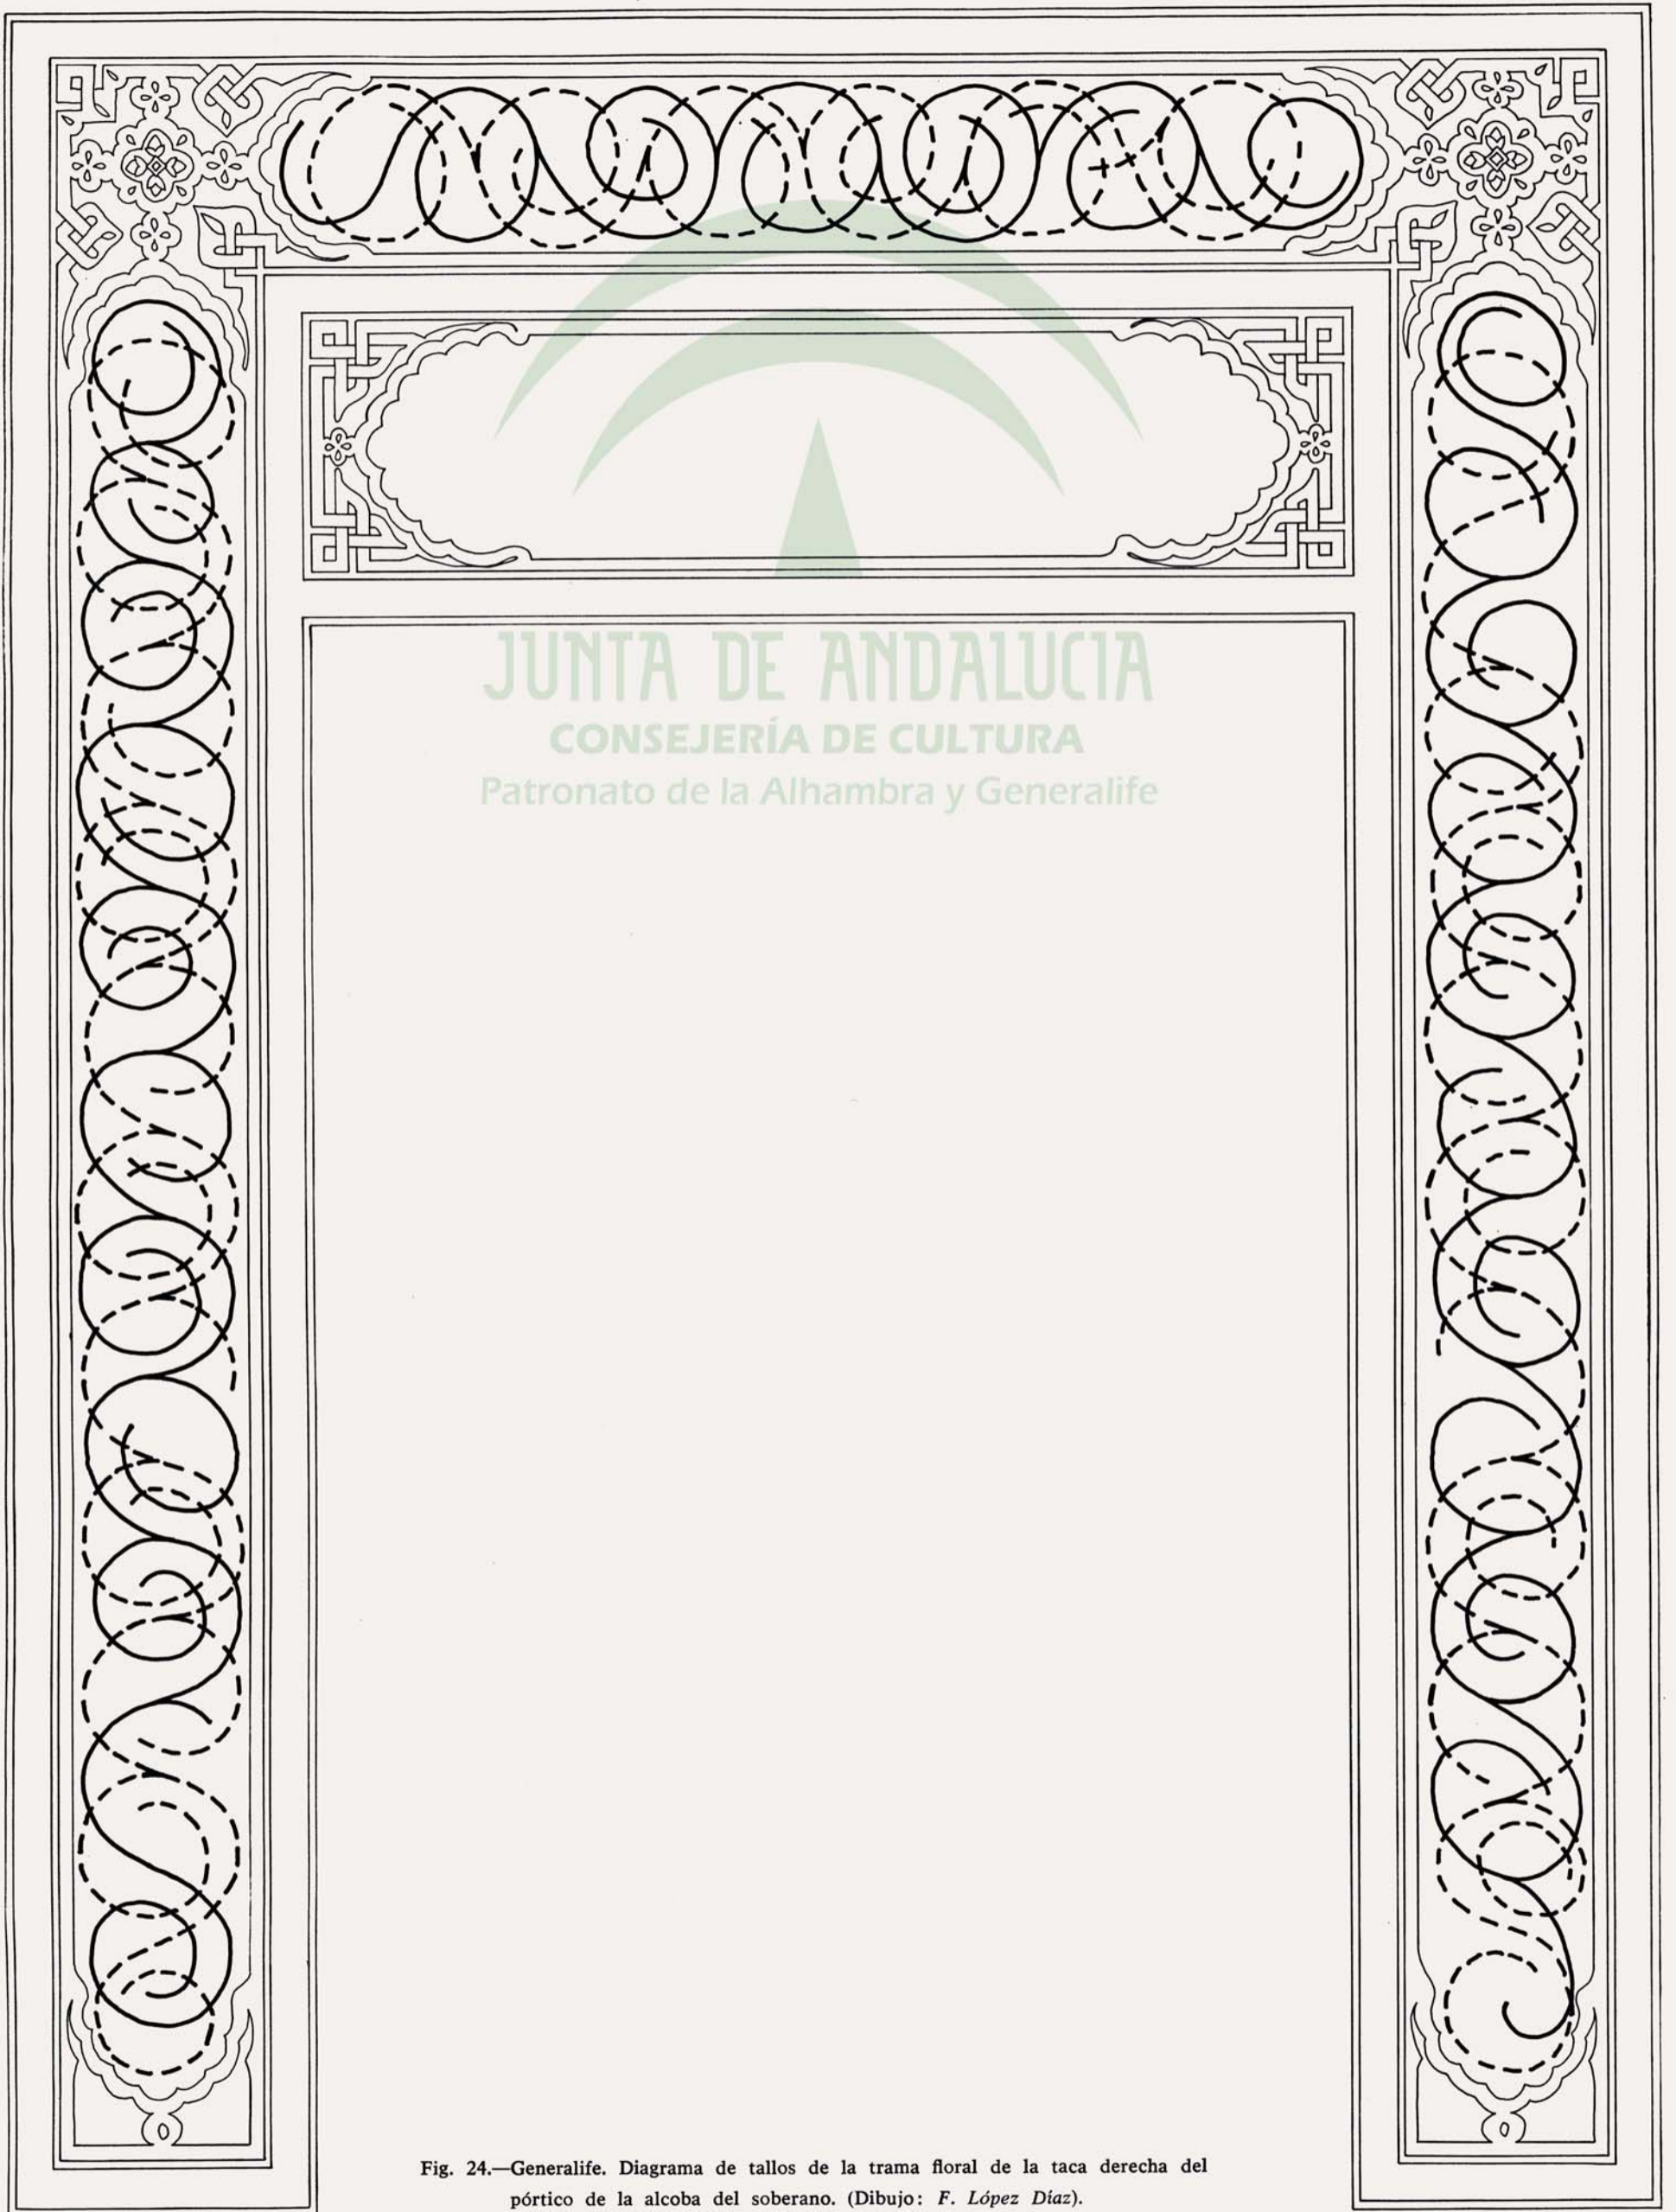 JUNTA DE ANDALUCIA
CONSEJERÍA DE CULTURA
Patronato de la Alhambra y Generalife
Fig. 24.—Generalife. Diagrama de tallos de la trama floral de la taca derecha del
pórtico de la alcoba del soberano. (Dibujo: F. López Díaz).